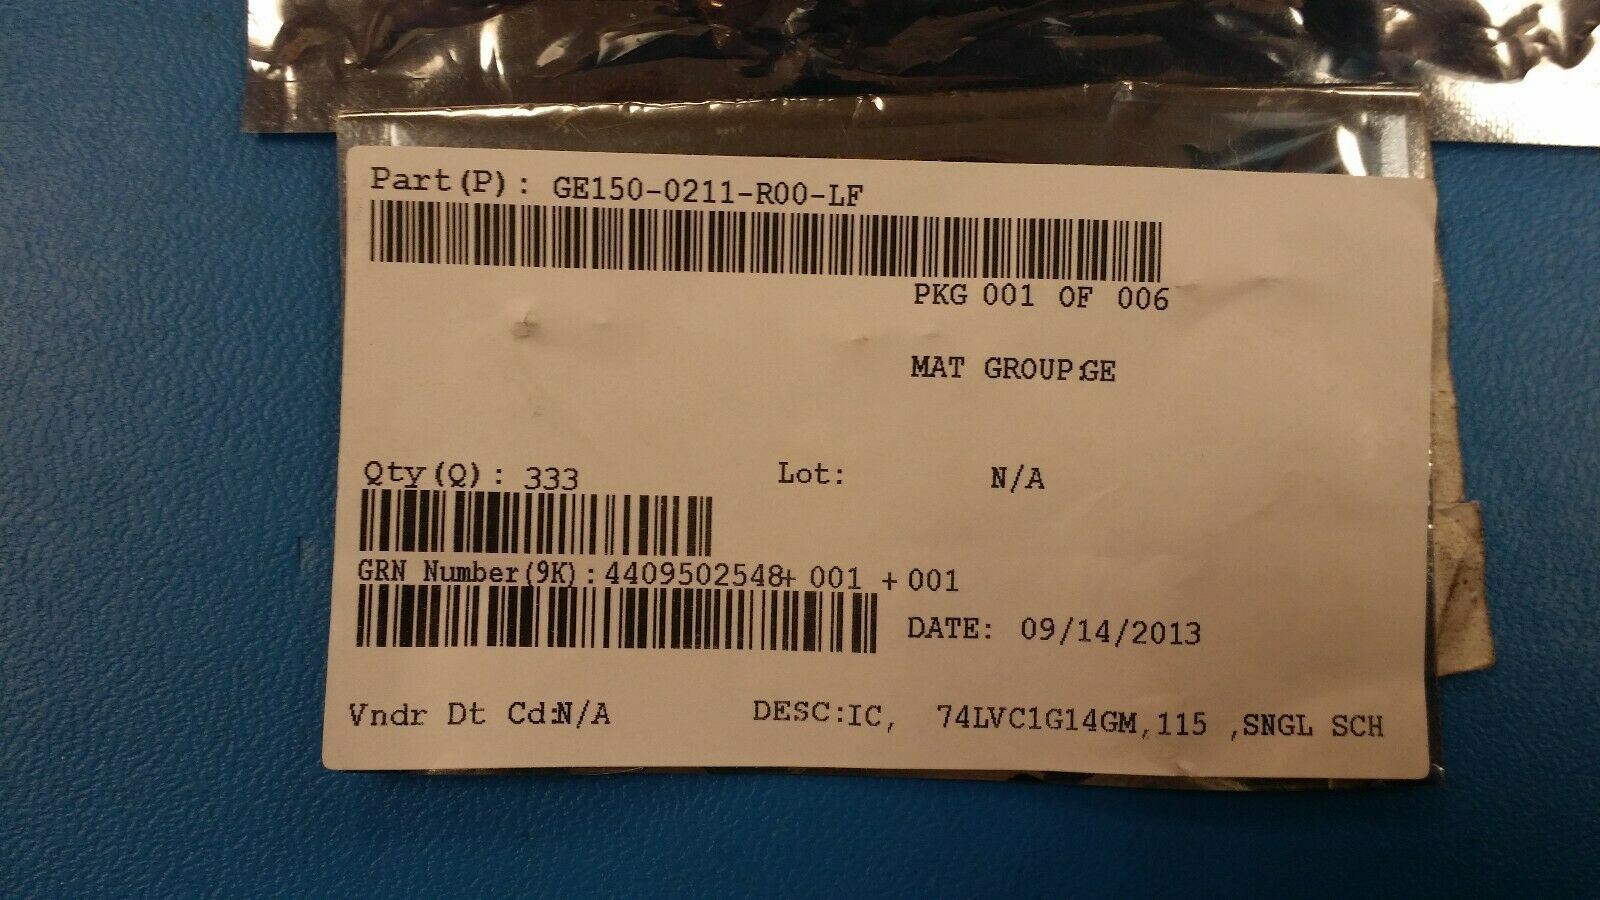 Part(P): GE150-0211-R00-LF
PKG 001 OF 006
MAT GROUP:GE
Qty(Q): 333 Lot: N/A
GRN Number(9K):4409502548+ 001 +001
DATE: 09/14/2013
Vndr Dt Cd:N/A DESC:IC, 74LVC1G14GM,115 ,SNGL SCH